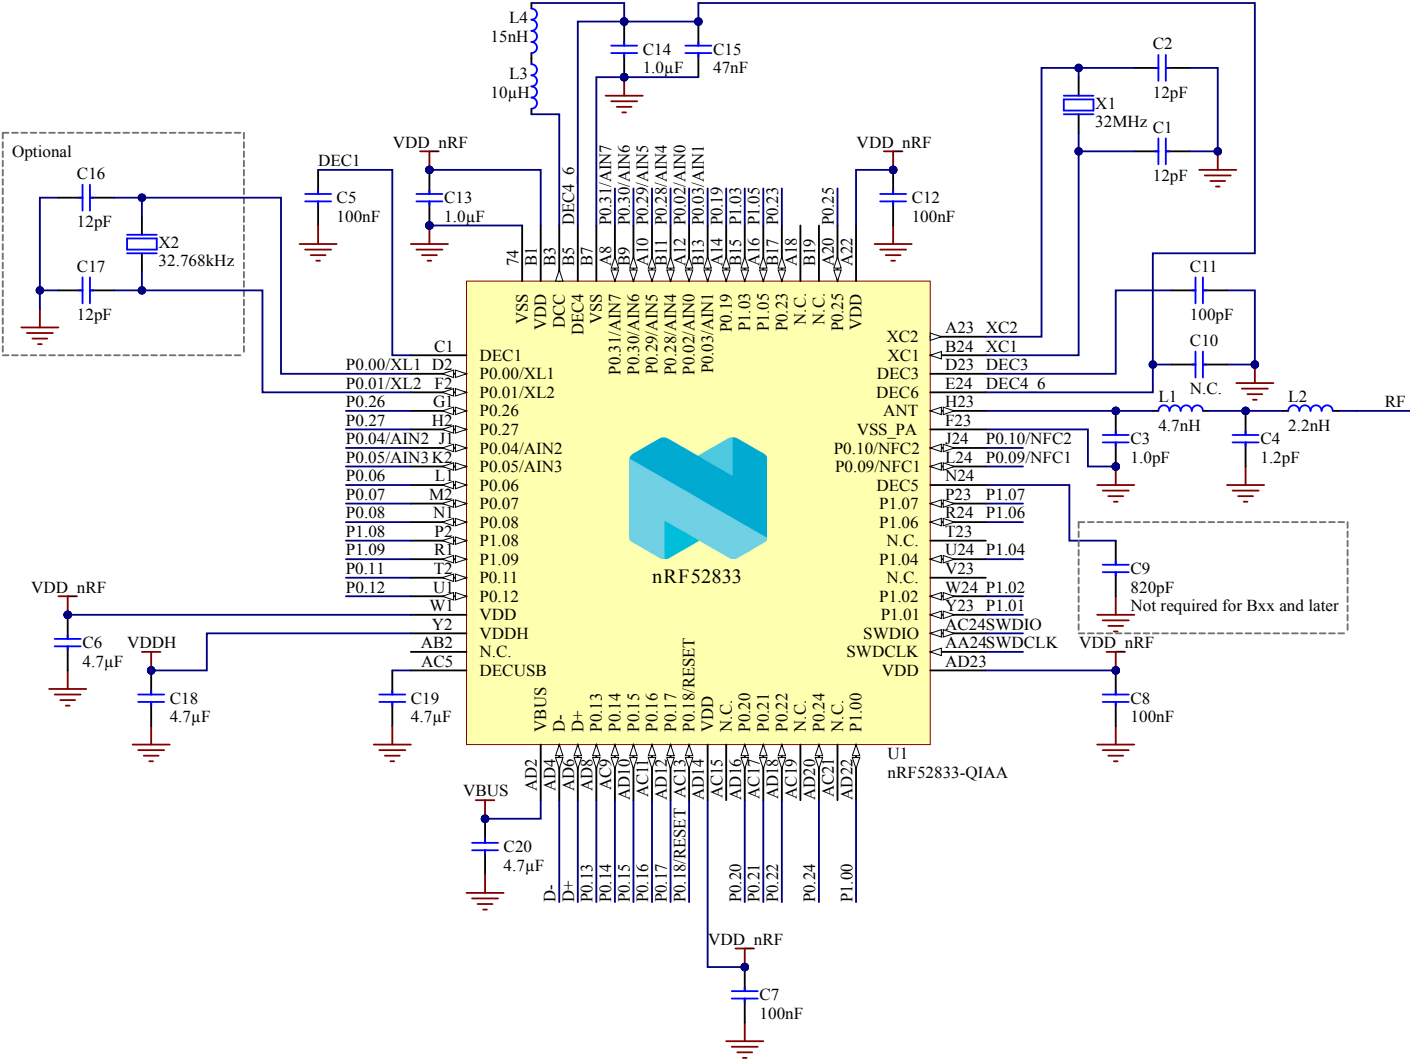 L4
15nH
L3
10µH
C14
1.0µF
C15
47nF
C2
12pF
X1
32MHz
C1
12pF
Optional
C16
12pF
X2
32.768kHz
C17
12pF
DEC1
C5
100nF
VDD_nRF
C13
1.0µF
DEC4_6
P0.31/AIN7
P0.30/AIN6
P0.29/AIN5
P0.28/AIN4
P0.02/AIN0
P0.03/AIN1
P0.19
P1.03
P1.05
P0.23
P0.25
VDD_nRF
C12
100nF
74
B1
B3
B5
B7
A8
B9
A10
B11
A12
B13
A14
B15
A16
B17
A18
B19
A20
A22
VSS
VDD
DCC
DEC4
VSS
P0.31/AIN7
P0.30/AIN6
P0.29/AIN5
P0.28/AIN4
P0.02/AIN0
P0.03/AIN1
P0.19
P1.03
P1.05
P0.23
N.C.
N.C.
P0.25
VDD
C11
100pF
C10
N.C.
C1 DEC1
P0.00/XL1 D2 P0.00/XL1
P0.01/XL2 F2 P0.01/XL2
P0.26 G1 P0.26
P0.27 H2 P0.27
P0.04/AIN2 J1 P0.04/AIN2
P0.05/AIN3 K2 P0.05/AIN3
P0.06 L1 P0.06
P0.07 M2 P0.07
P0.08 N1 P0.08
P1.08 P2 P1.08
P1.09 R1 P1.09
P0.11 T2 P0.11
P0.12 U1 P0.12
W1 VDD
Y2 VDDH
AB2 N.C.
AC5 DECUSB
XC2 A23 XC2
XC1 B24 XC1
DEC3 D23 DEC3
DEC6 E24 DEC4_6
ANT H23
VSS_PA F23
P0.10/NFC2 J24 P0.10/NFC2
P0.09/NFC1 L24 P0.09/NFC1
DEC5 N24
P1.07 P23 P1.07
P1.06 R24 P1.06
N.C. T23
P1.04 U24 P1.04
N.C. V23
P1.02 W24 P1.02
P1.01 Y23 P1.01
SWDIO AC24 SWDIO
SWDCLK AA24 SWDCLK
VDD AD23
L1
4.7nH
L2
2.2nH
RF
C3
1.0pF
C4
1.2pF
nRF52833
C9
820pF
Not required for Bxx and later
VDD_nRF
C8
100nF
VDD_nRF
C6
4.7µF
VDDH
C18
4.7µF
C19
4.7µF
VBUS
D-
D+
P0.13
P0.14
P0.15
P0.16
P0.17
P0.18/RESET
VDD
N.C.
P0.20
P0.21
P0.22
N.C.
P0.24
N.C.
P1.00
U1
nRF52833-QIAA
AD2
AD4
AD6
AD8
AC9
AD10
AC11
AD12
AC13
AD14
AC15
AD16
AC17
AD18
AC19
AD20
AC21
AD22
VBUS
C20
4.7µF
D-
D+
P0.13
P0.14
P0.15
P0.16
P0.17
P0.18/RESET
P0.20
P0.21
P0.22
P0.24
P1.00
VDD_nRF
C7
100nF